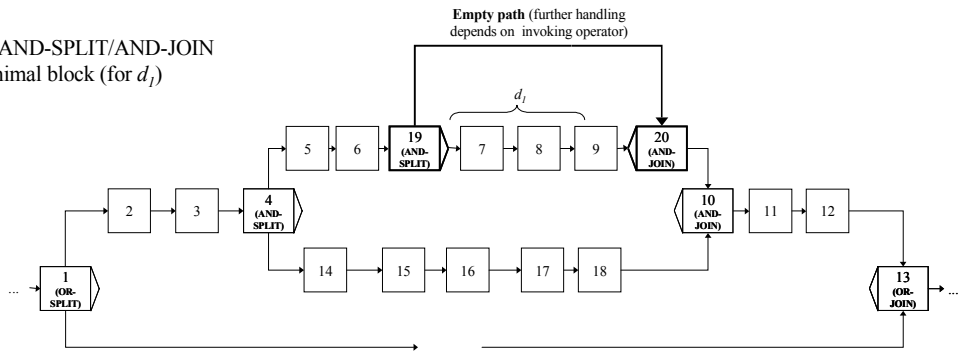 Empty path (further handling
depends on invoking operator)
AND-SPLIT/AND-JOIN
nimal block (for d1)
d1
5
6
19
(AND-
SPLIT)
7
8
9
20
(AND-
JOIN)
2
3
4
(AND-
SPLIT)
10
(AND-
JOIN)
11
12
14
15
16
17
18
...
1
(OR-
SPLIT)
13
(OR-
JOIN)
...